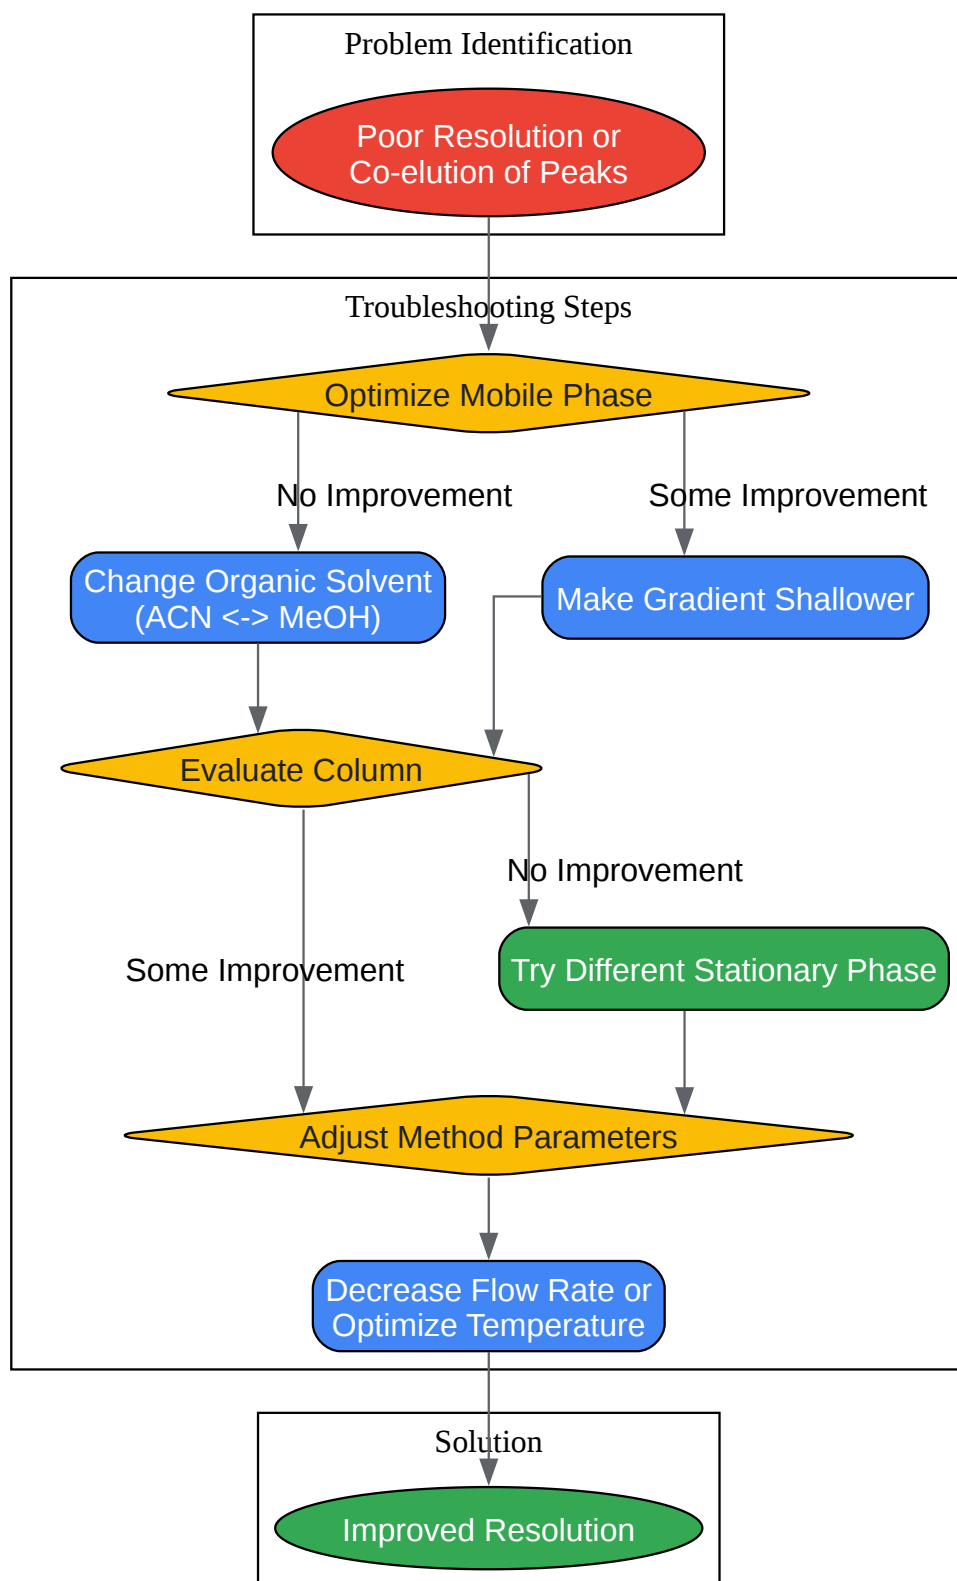 Problem Identification
Poor Resolution or
Co-elution of Peaks
Troubleshooting Steps
Optimize Mobile Phase
No Improvement
Some Improvement
Change Organic Solvent
(ACN <-> MeOH)
Make Gradient Shallower
Evaluate Column
No Improvement
Some Improvement
Try Different Stationary Phase
Adjust Method Parameters
Decrease Flow Rate or
Optimize Temperature
Solution
Improved Resolution